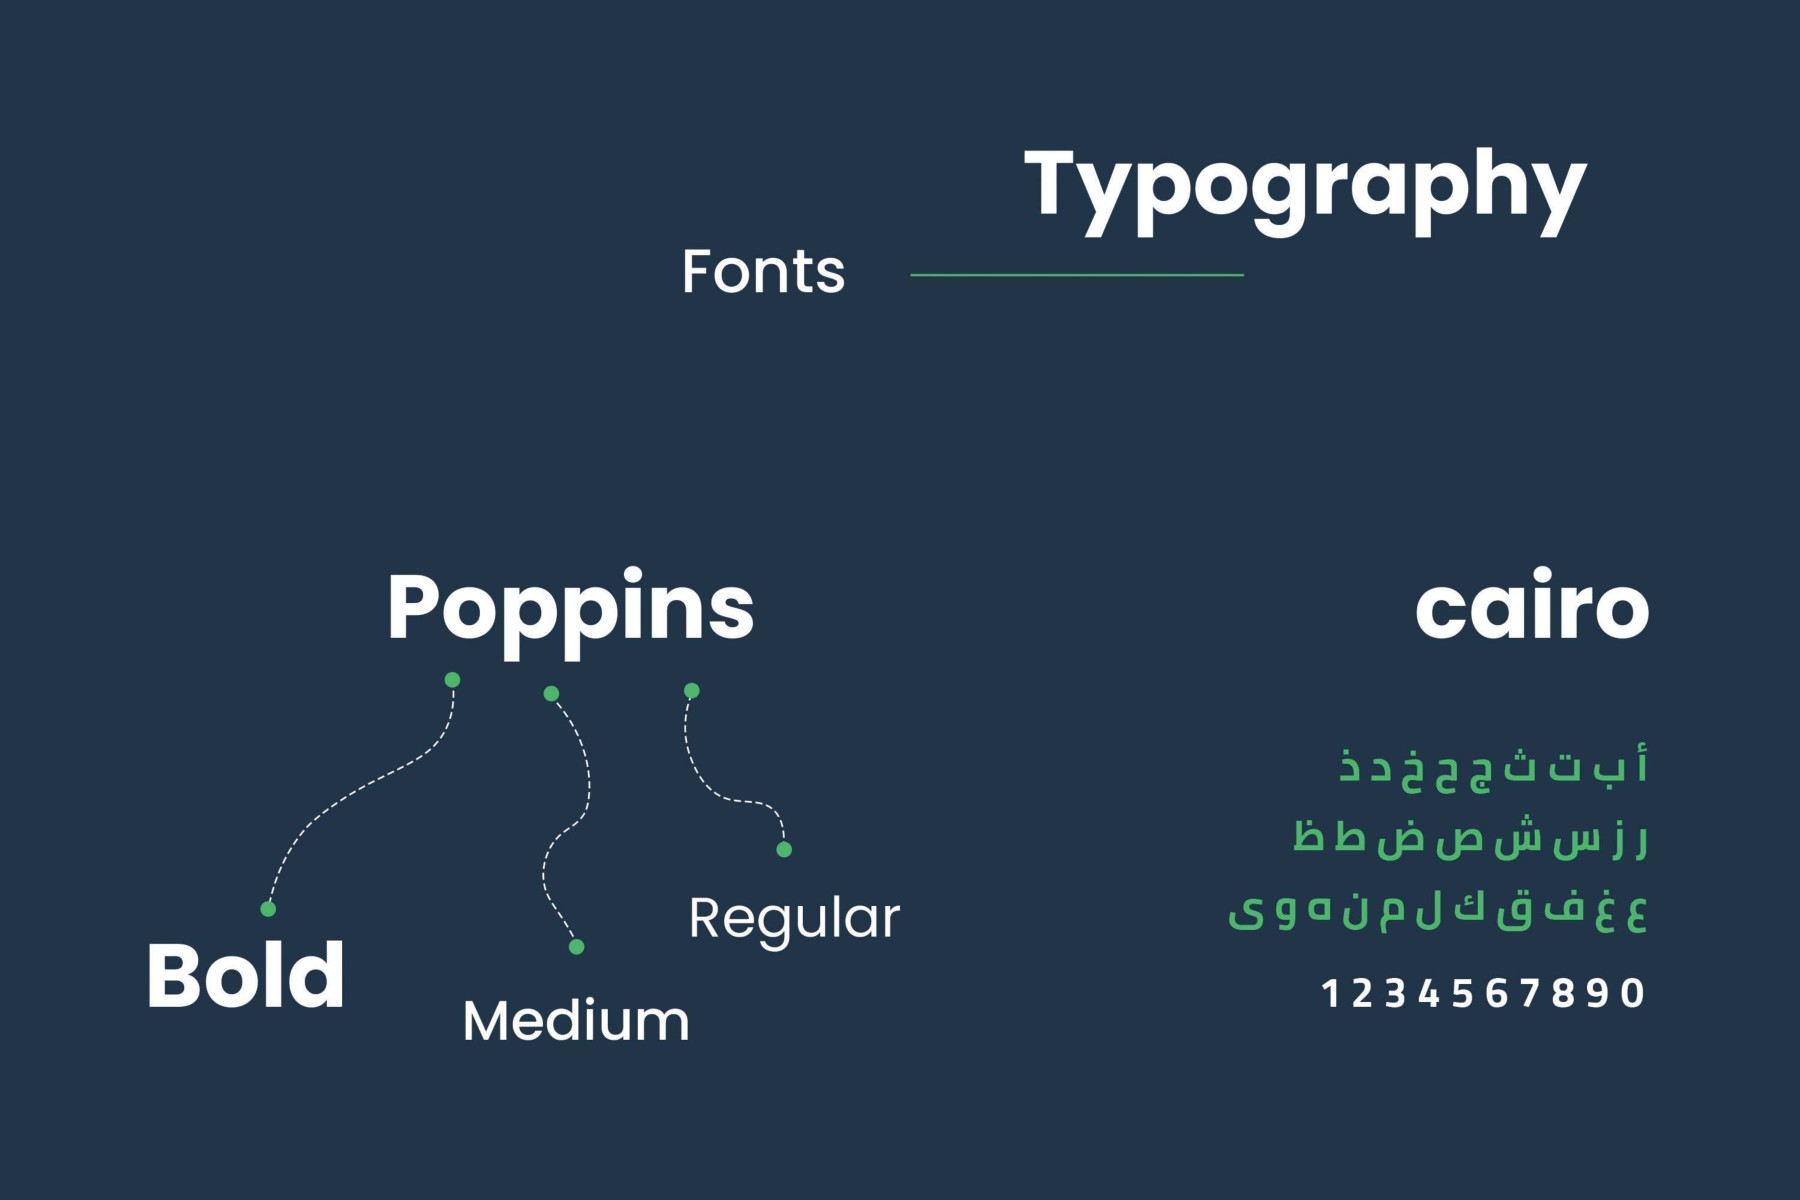 Typography
Fonts
Poppins
Bold
Medium
Regular
cairo
أ ب ت ث ج ح خ د ذ
ر ز س ش ص ض ط ظ
ع غ ف ق ك ل م ن ه و ى
1 2 3 4 5 6 7 8 9 0